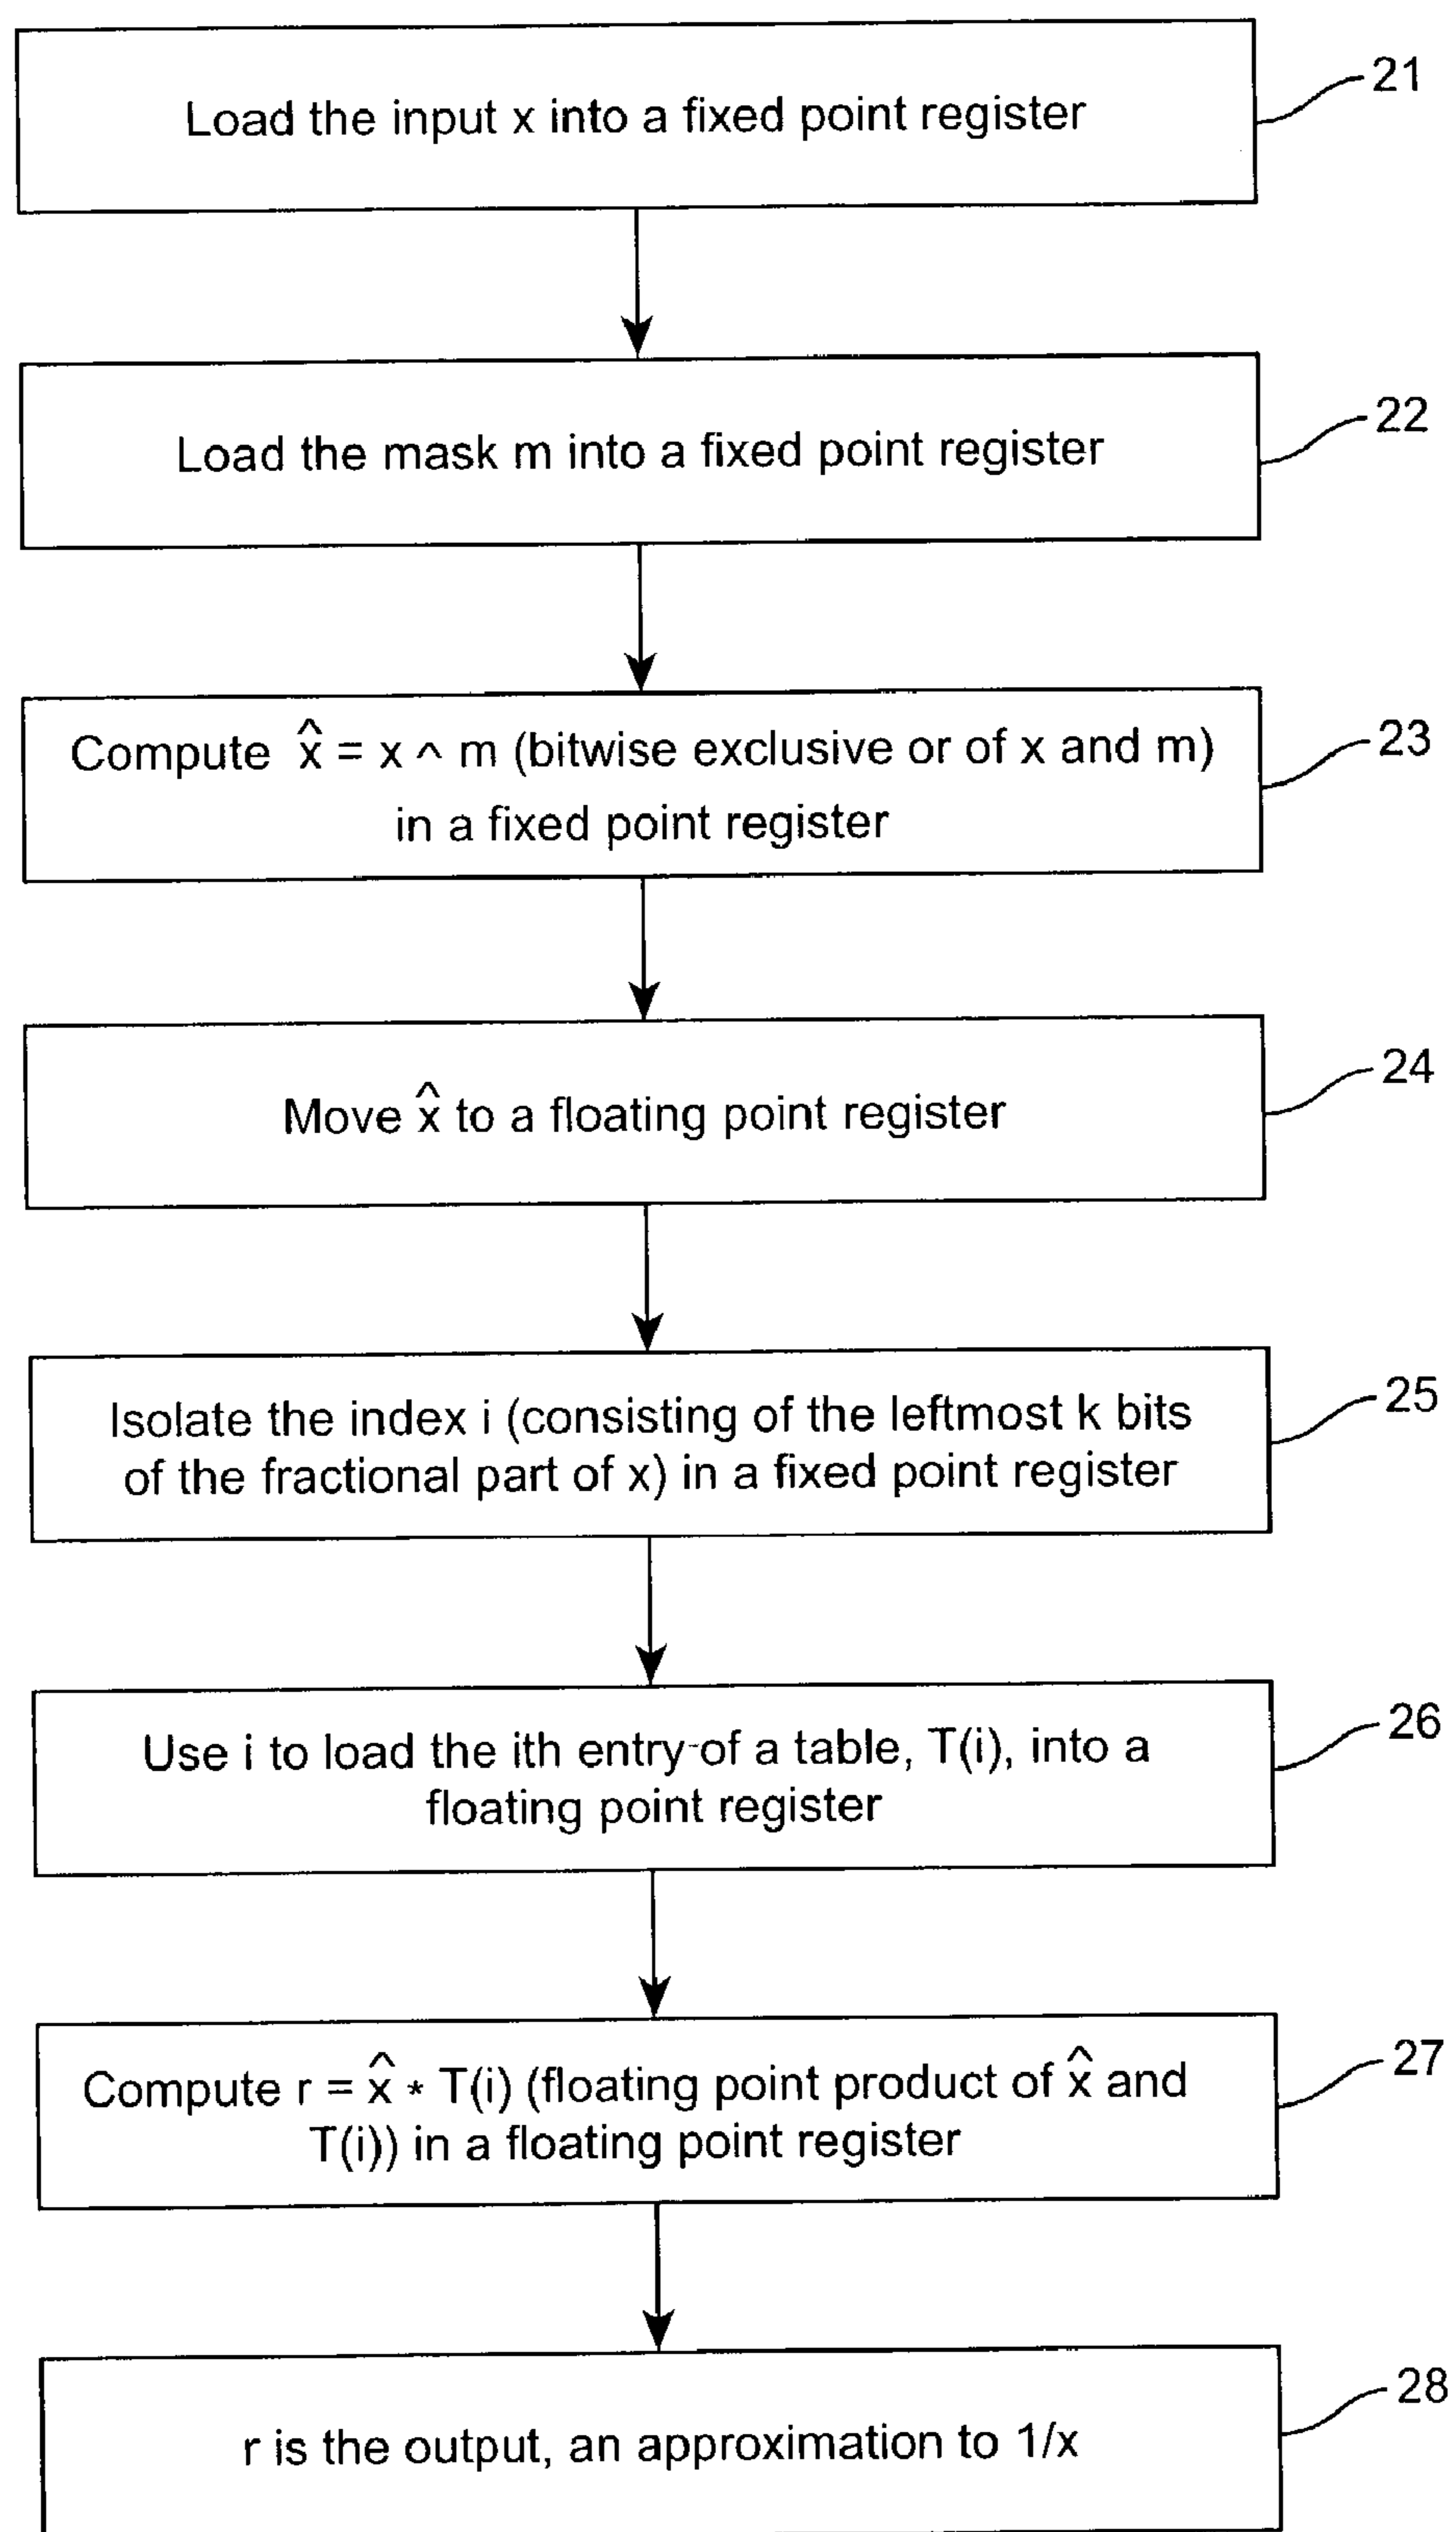 Load the input x into a fixed point register
21
Load the mask m into a fixed point register
22
Compute x̂ = x ^ m (bitwise exclusive or of x and m)
in a fixed point register
23
Move x̂ to a floating point register
24
Isolate the index i (consisting of the leftmost k bits
of the fractional part of x) in a fixed point register
25
Use i to load the ith entry of a table, T(i), into a
floating point register
26
Compute r = x̂ * T(i) (floating point product of x̂ and
T(i)) in a floating point register
27
r is the output, an approximation to 1/x
28